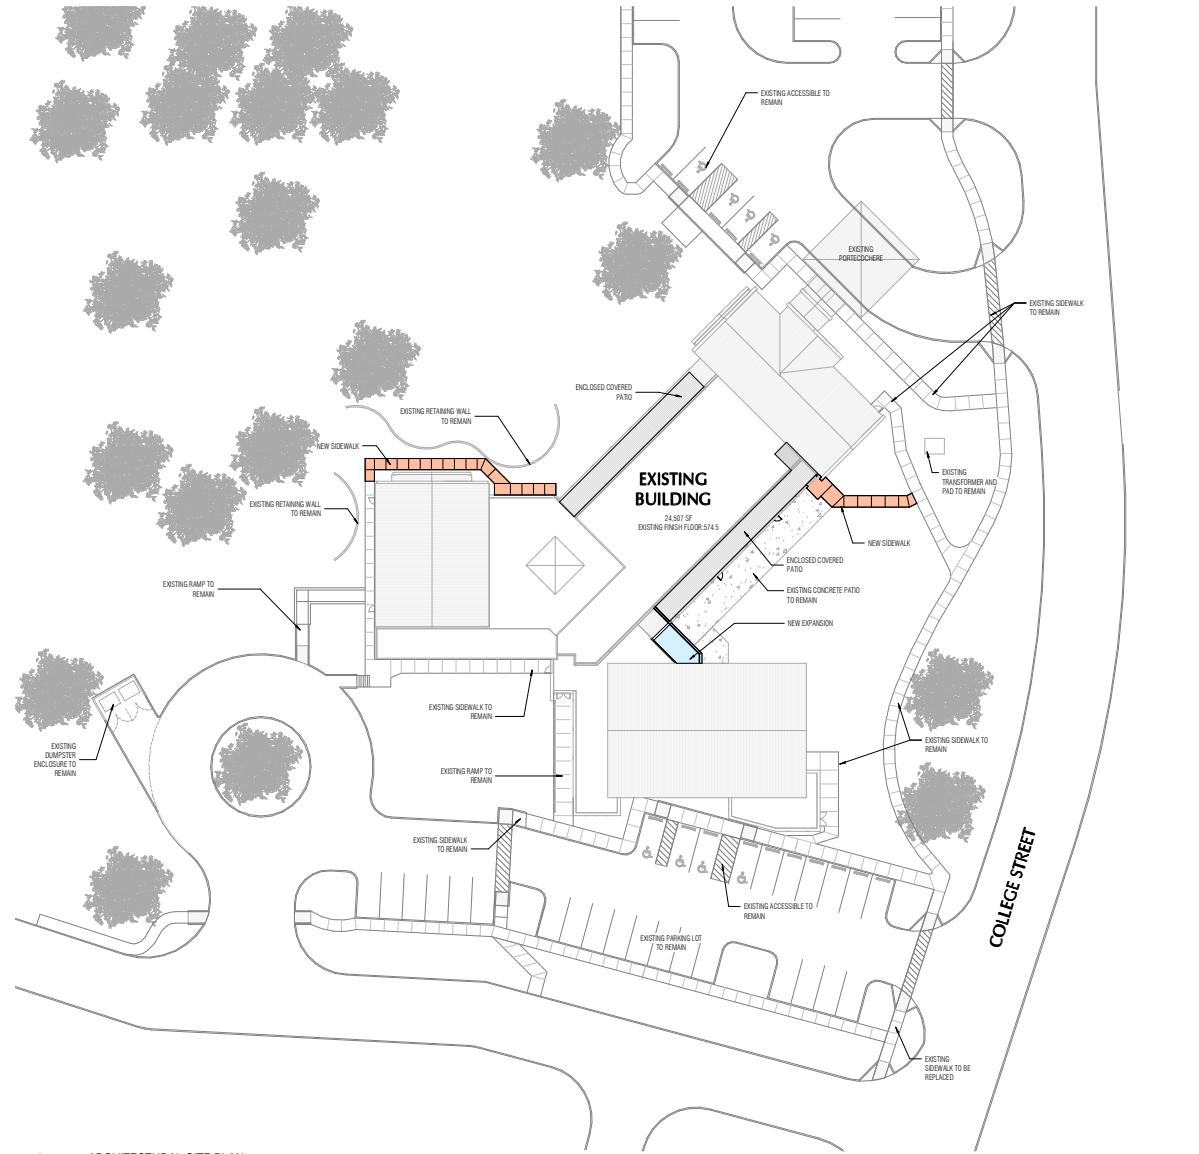 EXISTING ACCESSIBLE TO
REMAIN
EXISTING
PORTECOCHERE
EXISTING SIDEWALK
TO REMAIN
ENCLOSED COVERED
PATIO
EXISTING RETAINING WALL
TO REMAIN
NEW SIDEWALK
EXISTING
BUILDING
24,507 SF
EXISTING FINISH FLOOR:574.5
EXISTING
TRANSFORMER AND
PAD TO REMAIN
EXISTING RETAINING WALL
TO REMAIN
NEW SIDEWALK
ENCLOSED COVERED
PATIO
EXISTING RAMP TO
REMAIN
EXISTING CONCRETE PATIO
TO REMAIN
NEW EXPANSION
EXISTING SIDEWALK TO
REMAIN
EXISTING
DUMPSTER
ENCLOSURE TO
REMAIN
EXISTING SIDEWALK TO
REMAIN
EXISTING RAMP TO
REMAIN
EXISTING SIDEWALK
TO REMAIN
COLLEGE STREET
EXISTING ACCESSIBLE TO
REMAIN
EXISTING PARKING LOT
TO REMAIN
EXISTING
SIDEWALK TO BE
REPLACED
ARCHITECTURAL SITE PLAN